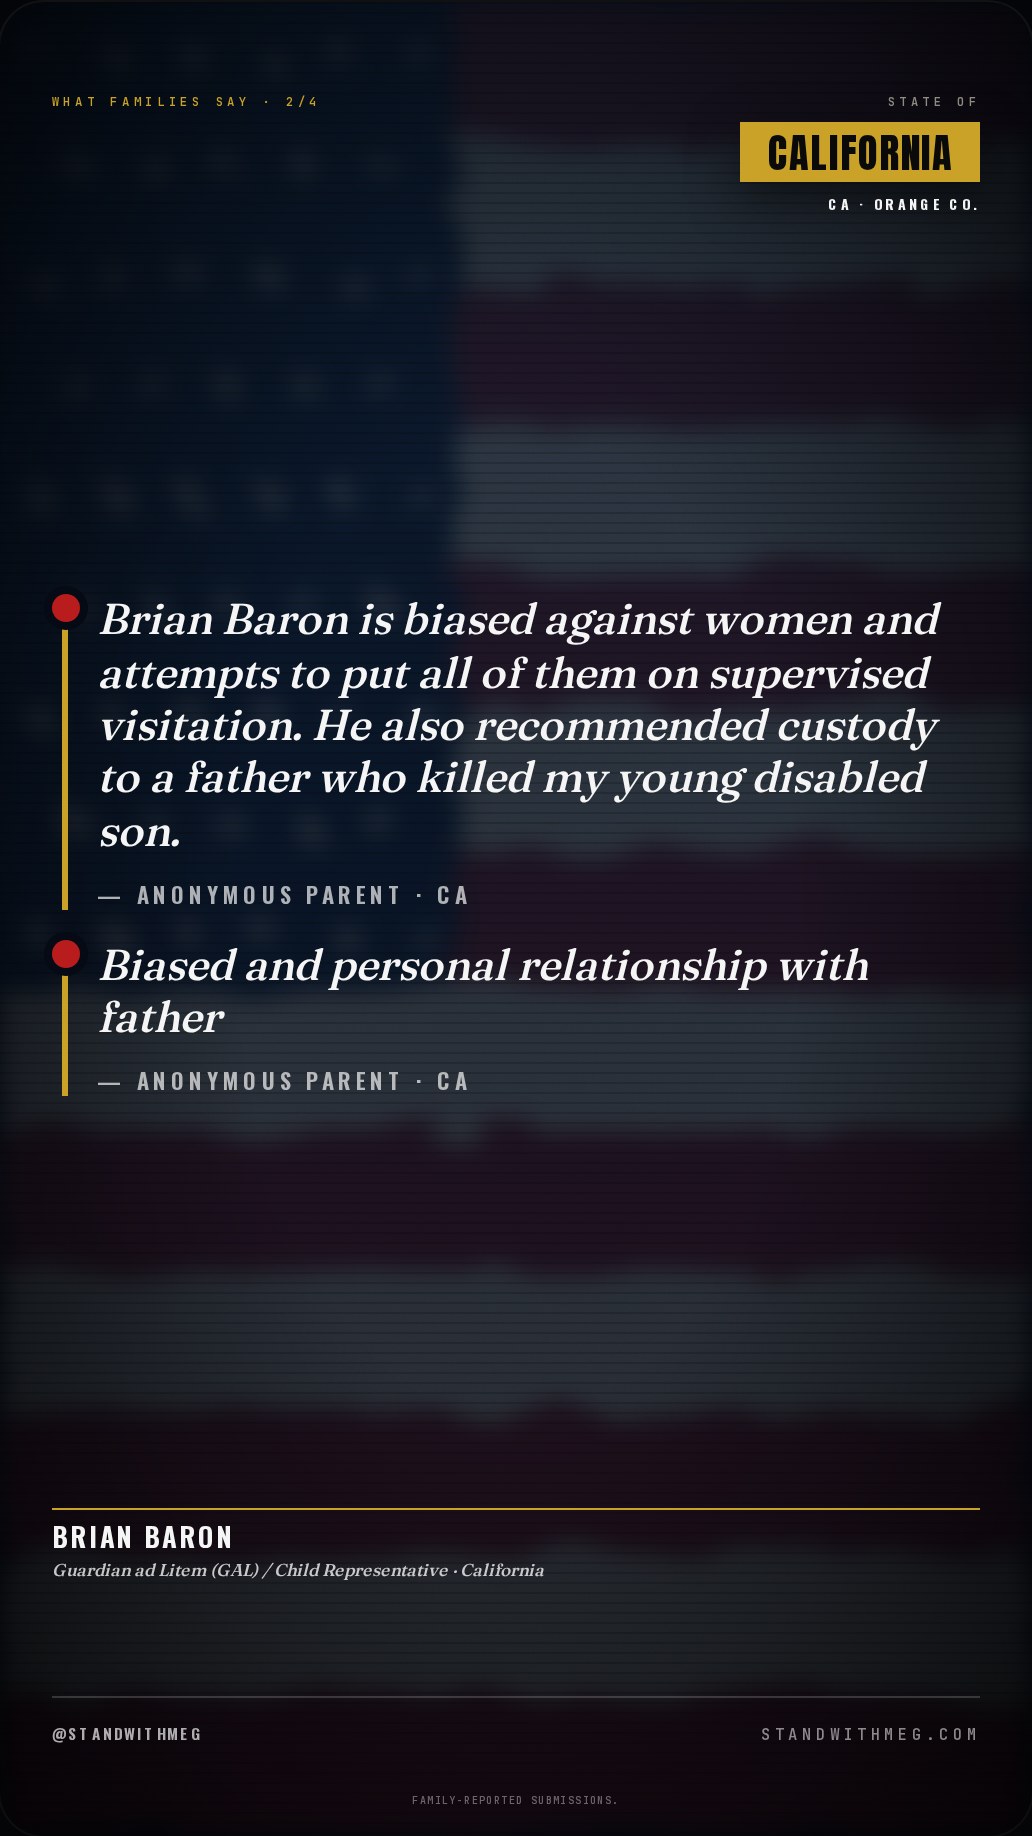 WHAT FAMILIES SAY · 2/4
STATE OF
CALIFORNIA
CA · ORANGE CO.
Brian Baron is biased against women and
attempts to put all of them on supervised
visitation. He also recommended custody
to a father who killed my young disabled
son.
— ANONYMOUS PARENT · CA
Biased and personal relationship with
father
— ANONYMOUS PARENT · CA
BRIAN BARON
Guardian ad Litem (GAL) / Child Representative · California
@STANDWITHMEG
STANDWITHMEG.COM
FAMILY-REPORTED SUBMISSIONS.